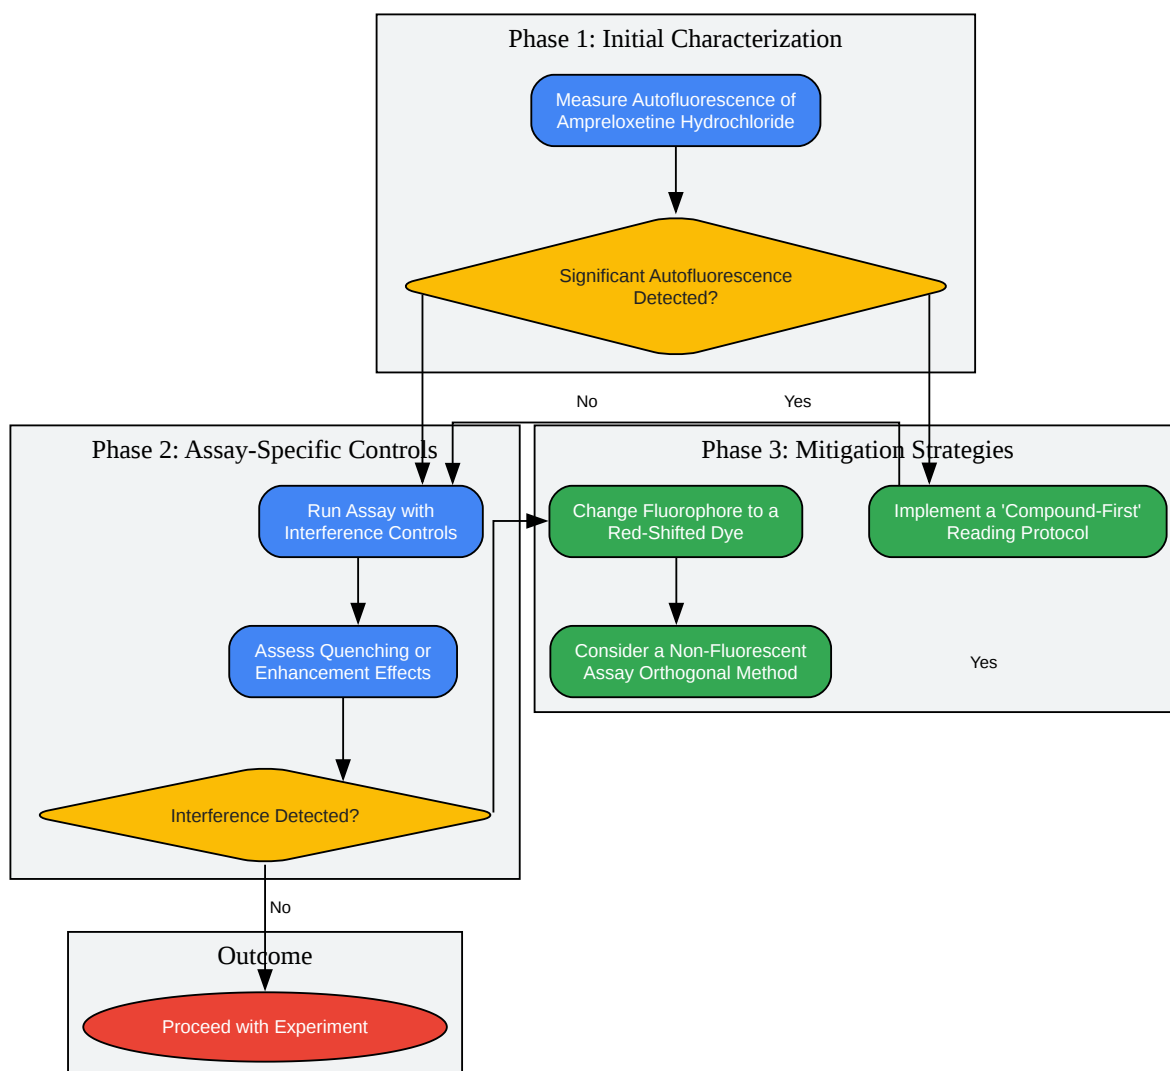 Phase 1: Initial Characterization
Measure Autofluorescence of
Ampreloxetine Hydrochloride
Significant Autofluorescence
Detected?
No
Yes
Phase 2: Assay-Specific Controls
Run Assay with
Interference Controls
Assess Quenching or
Enhancement Effects
Interference Detected?
Phase 3: Mitigation Strategies
Change Fluorophore to a
Red-Shifted Dye
Implement a 'Compound-First'
Reading Protocol
Consider a Non-Fluorescent
Assay Orthogonal Method
Yes
No
Outcome
Proceed with Experiment